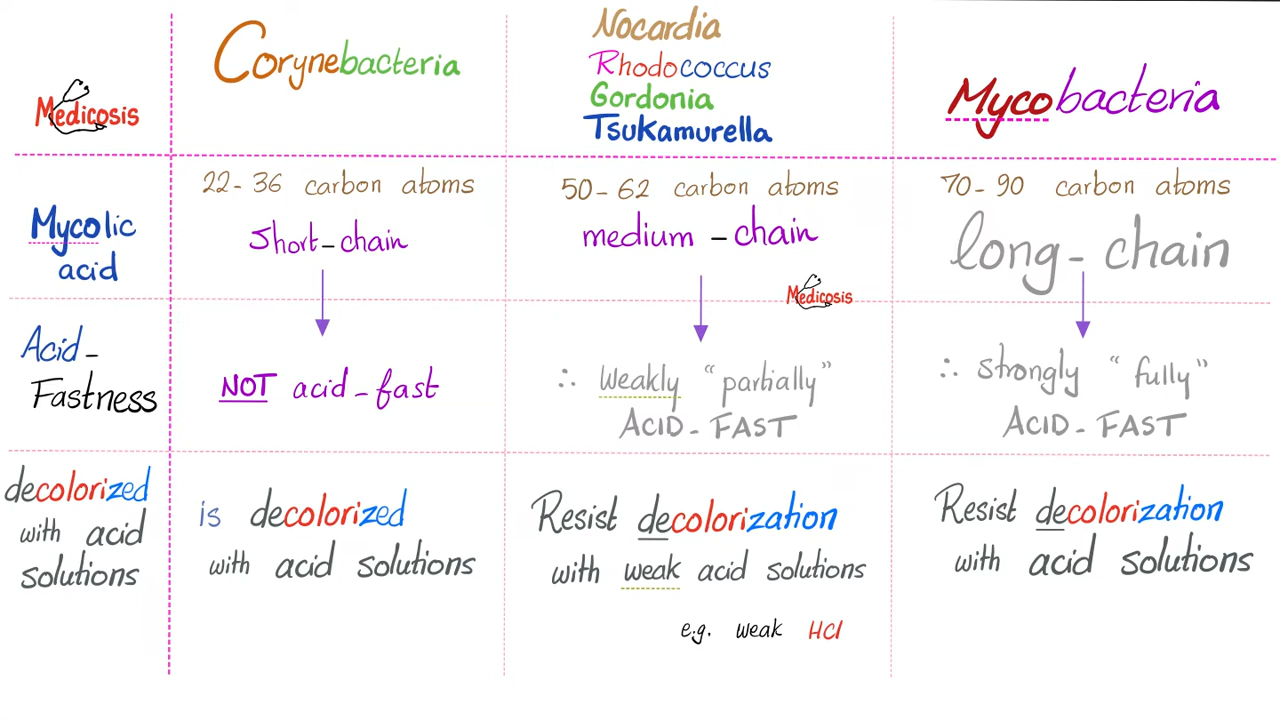 Medicosis
Corynebacteria
Nocardia
Rhodococcus
Gordonia
Tsukamurella
Mycobacteria
Mycolic
acid
22-36 carbon atoms
short-chain
50-62 carbon atoms
medium-chain
Medicosis
70-90 carbon atoms
long-chain
Acid-
Fastness
NOT acid-fast
∴ Weakly "partially"
ACID-FAST
∴ strongly "fully"
ACID-FAST
decolorized
with acid
solutions
is decolorized
with acid solutions
Resist decolorization
with weak acid solutions
e.g. weak HCl
Resist decolorization
with acid solutions